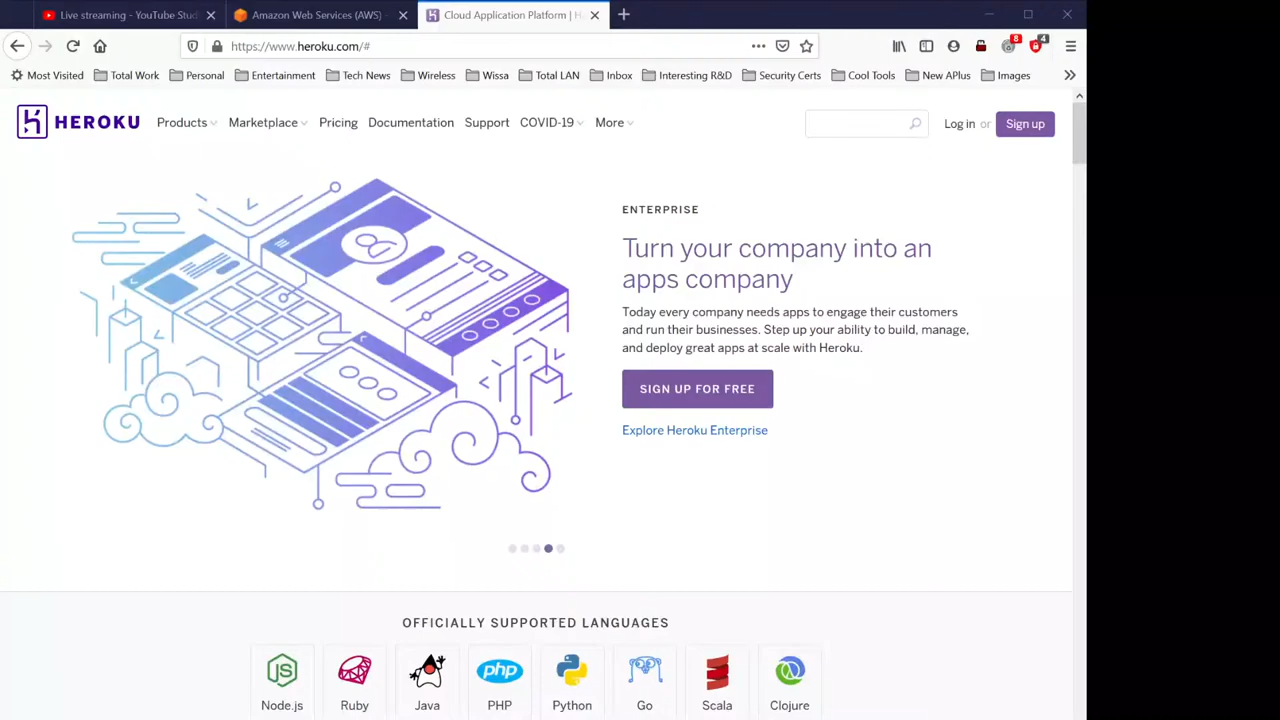 Live streaming - YouTube Stud
Amazon Web Services (AWS) -
Cloud Application Platform | H
https://www.heroku.com/#
8
4
Most Visited
Total Work
Personal
Entertainment
Tech News
Wireless
Wissa
Total LAN
Inbox
Interesting R&D
Security Certs
Cool Tools
New APlus
Images
HEROKU
Products
Marketplace
Pricing
Documentation
Support
COVID-19
More
Log in or
Sign up
ENTERPRISE
Turn your company into an
apps company
Today every company needs apps to engage their customers
and run their businesses. Step up your ability to build, manage,
and deploy great apps at scale with Heroku.
SIGN UP FOR FREE
Explore Heroku Enterprise
OFFICIALLY SUPPORTED LANGUAGES
JS
php
Node.js
Ruby
Java
PHP
Python
Go
Scala
Clojure